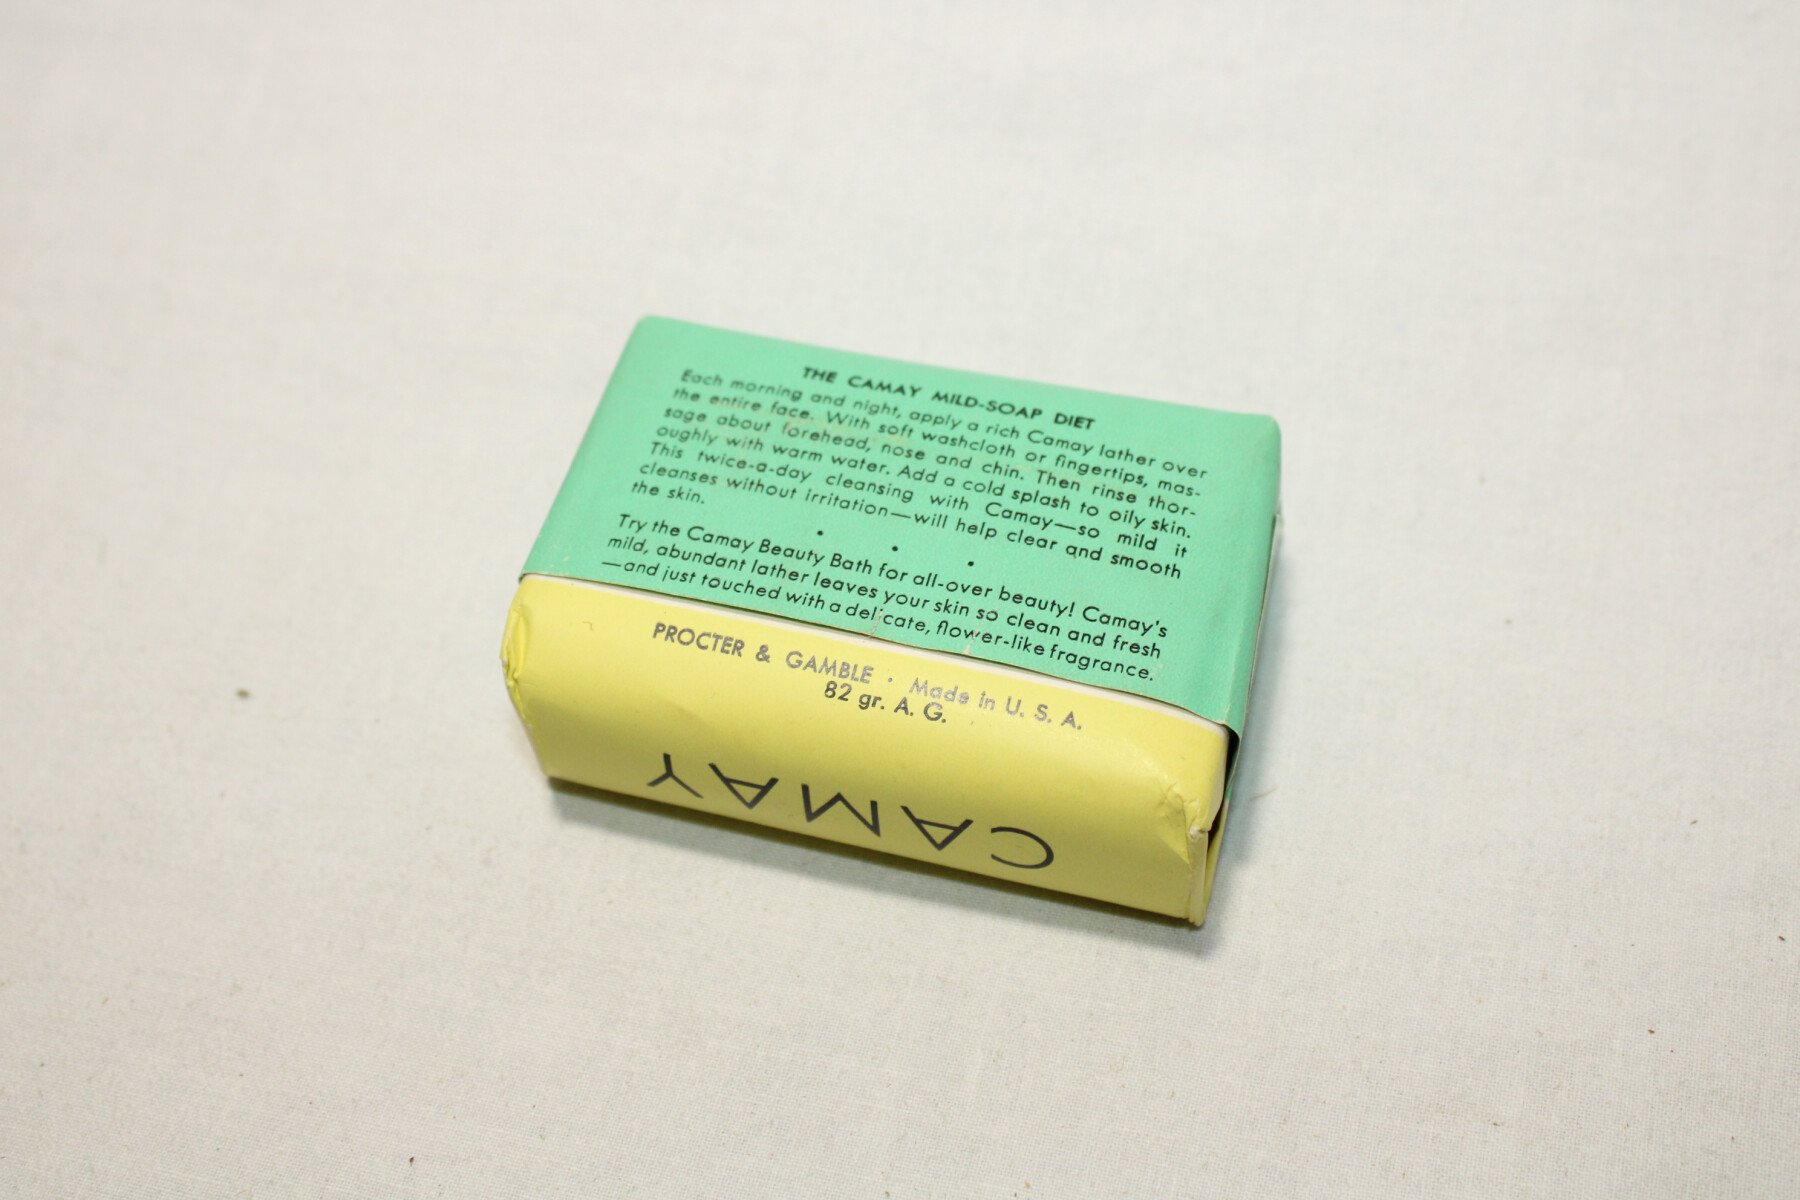 THE CAMAY MILD-SOAP DIET
Each morning and night, apply a rich Camay lather over
the entire face. With soft washcloth or fingertips, mas-
sage about forehead, nose and chin. Then rinse thor-
oughly with warm water. Add a cold splash to oily skin.
This twice-a-day cleansing with Camay—so mild it
cleanses without irritation—will help clear and smooth
the skin.
• • •
Try the Camay Beauty Bath for all-over beauty! Camay's
mild, abundant lather leaves your skin so clean and fresh
—and just touched with a delicate, flower-like fragrance.
PROCTER & GAMBLE . Made in U. S. A.
82 gr. A. G.
CAMAY